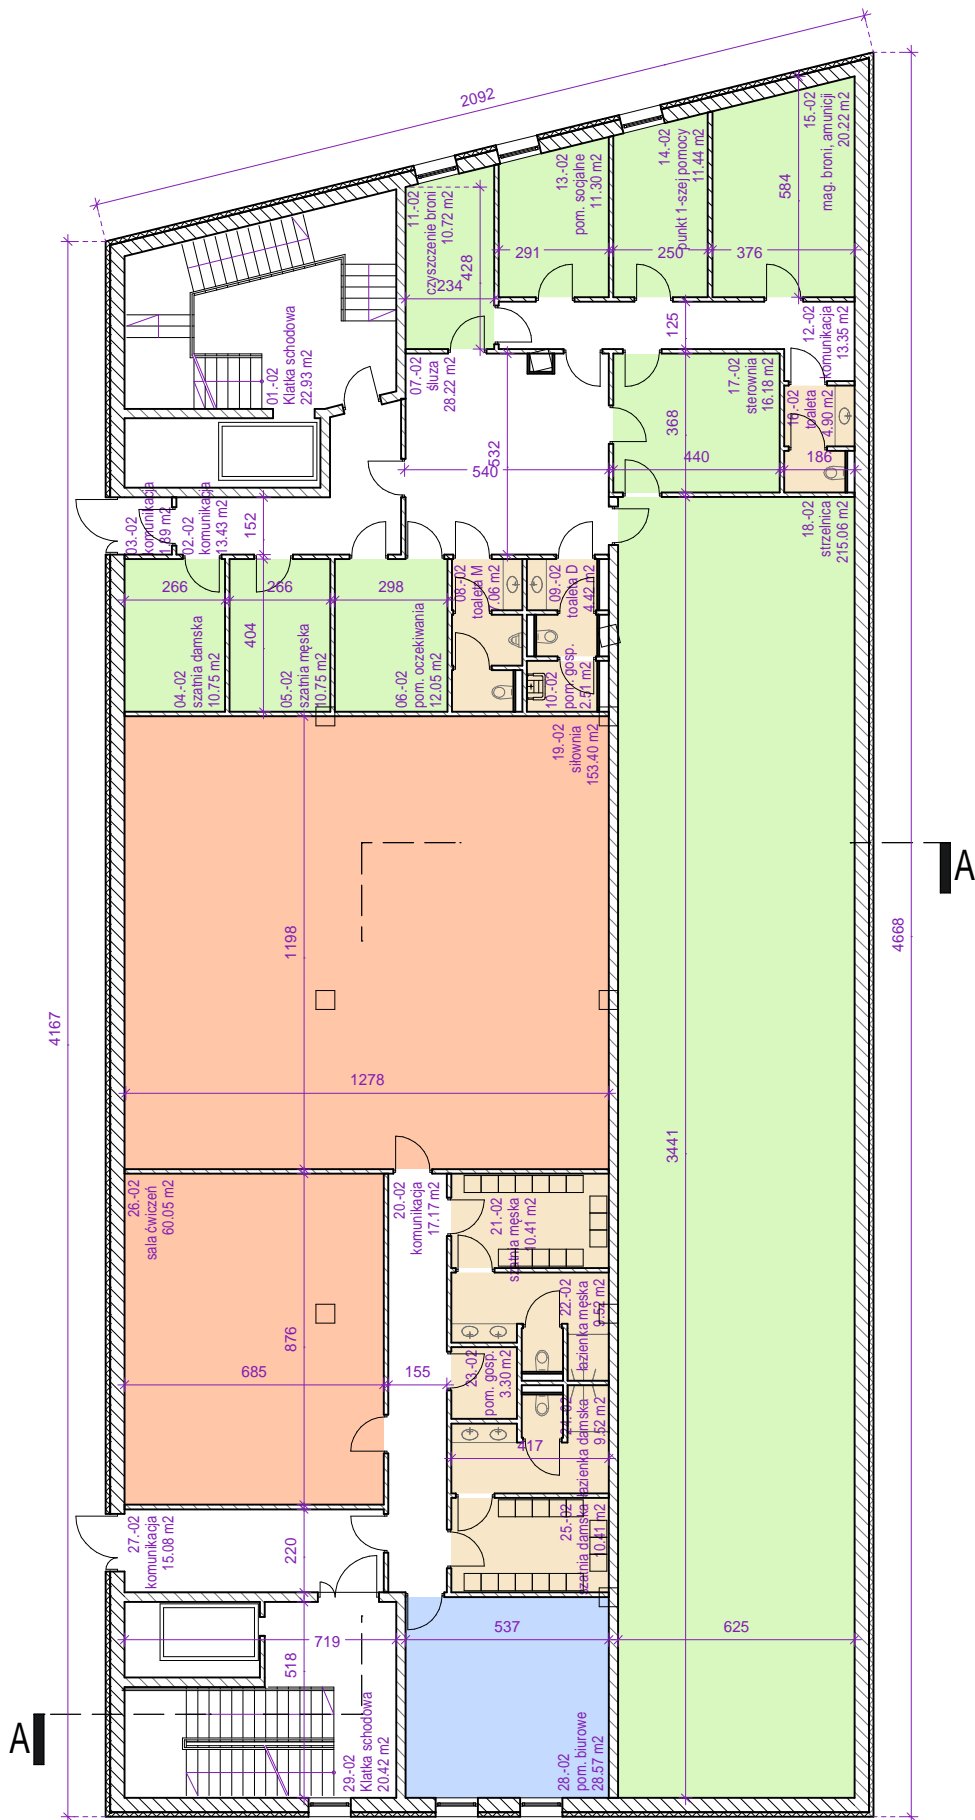 2092
4668
4167
A
A
01.-02
Klatka schodowa
22.93 m2
11.-02
czyszczenie broni
10.72 m2
428
234
13.-02
pom. socjalne
11.30 m2
291
14.-02
punkt 1-szej pomocy
11.44 m2
250
15.-02
mag. broni, amunicji
20.22 m2
584
376
125
12.-02
komunikacja
13.35 m2
07.-02
śluza
28.22 m2
532
540
17.-02
sterownia
16.18 m2
368
440
16.-02
toaleta
4.90 m2
186
03.-02
komunikacja
1.89 m2
02.-02
komunikacja
13.43 m2
152
18.-02
strzelnica
215.06 m2
266
266
298
404
04.-02
szatnia damska
10.75 m2
05.-02
szatnia męska
10.75 m2
06.-02
pom. oczekiwania
12.05 m2
08.-02
toaleta M
7.06 m2
09.-02
toaleta D
4.42 m2
10.-02
pom. gosp.
2.51 m2
19.-02
siłownia
153.40 m2
1198
1278
3441
26.-02
sala ćwiczeń
60.05 m2
876
685
20.-02
komunikacja
17.17 m2
155
21.-02
szatnia męska
10.41 m2
22.-02
łazienka męska
9.52 m2
23.-02
pom. gosp.
3.30 m2
24.-02
łazienka damska
9.52 m2
417
25.-02
szatnia damska
10.41 m2
27.-02
komunikacja
15.08 m2
220
719
518
537
625
29.-02
Klatka schodowa
20.42 m2
28.-02
pom. biurowe
28.57 m2